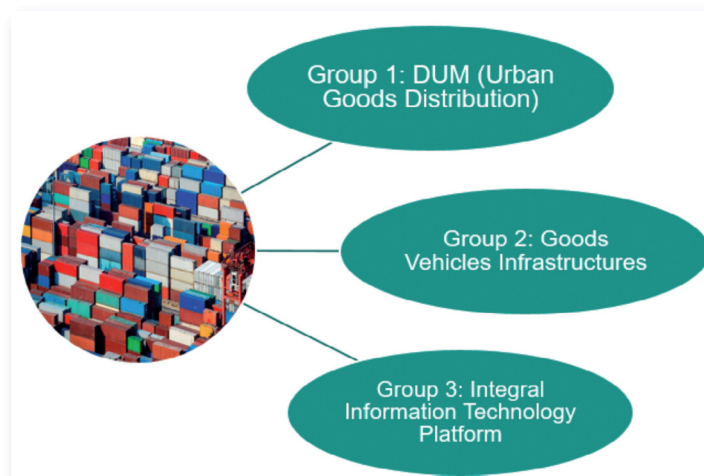 Group 1: DUM (Urban
Goods Distribution)
Group 2: Goods
Vehicles Infrastructures
Group 3: Integral
Information Technology
Platform